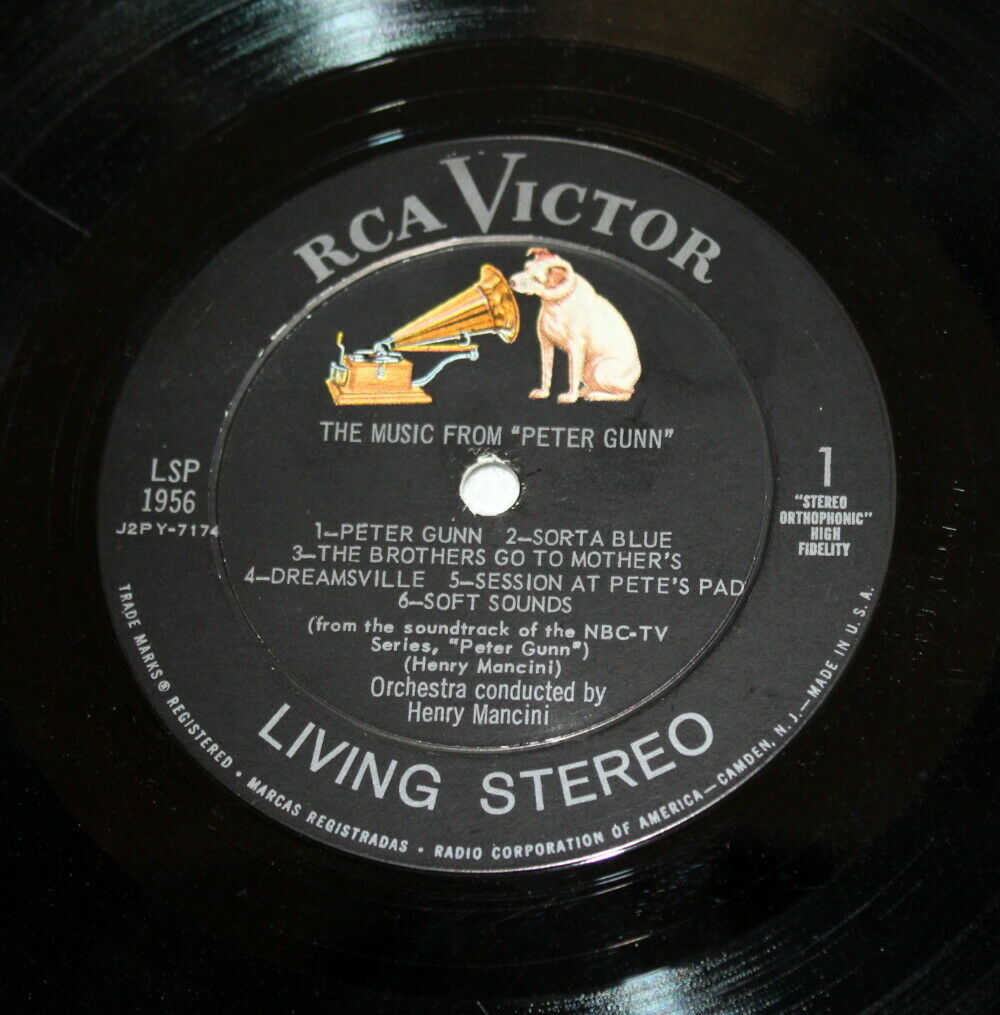 RCA VICTOR
THE MUSIC FROM "PETER GUNN"
LSP
1956
J2PY-7174
1
"STEREO
ORTHOPHONIC"
HIGH
FIDELITY
1–PETER GUNN 2–SORTA BLUE
3–THE BROTHERS GO TO MOTHER'S
4–DREAMSVILLE 5–SESSION AT PETE'S PAD
6–SOFT SOUNDS
(from the soundtrack of the NBC-TV
Series, "Peter Gunn")
(Henry Mancini)
Orchestra conducted by
Henry Mancini
LIVING STEREO
TRADE MARKS ® REGISTERED • MARCAS REGISTRADAS • RADIO CORPORATION OF AMERICA — CAMDEN, N. J. — MADE IN U. S. A.